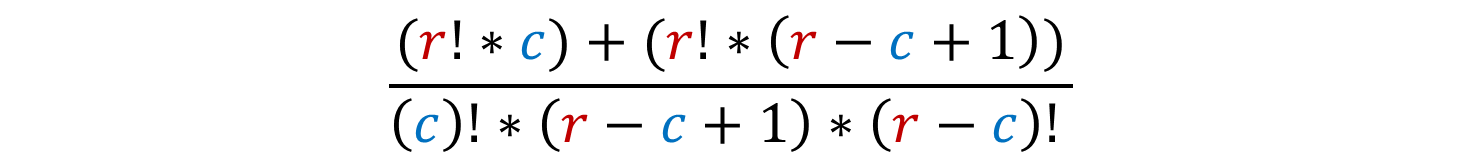 (r! ∗ c) + (r! ∗ (r − c + 1))
(c)! ∗ (r − c + 1) ∗ (r − c)!